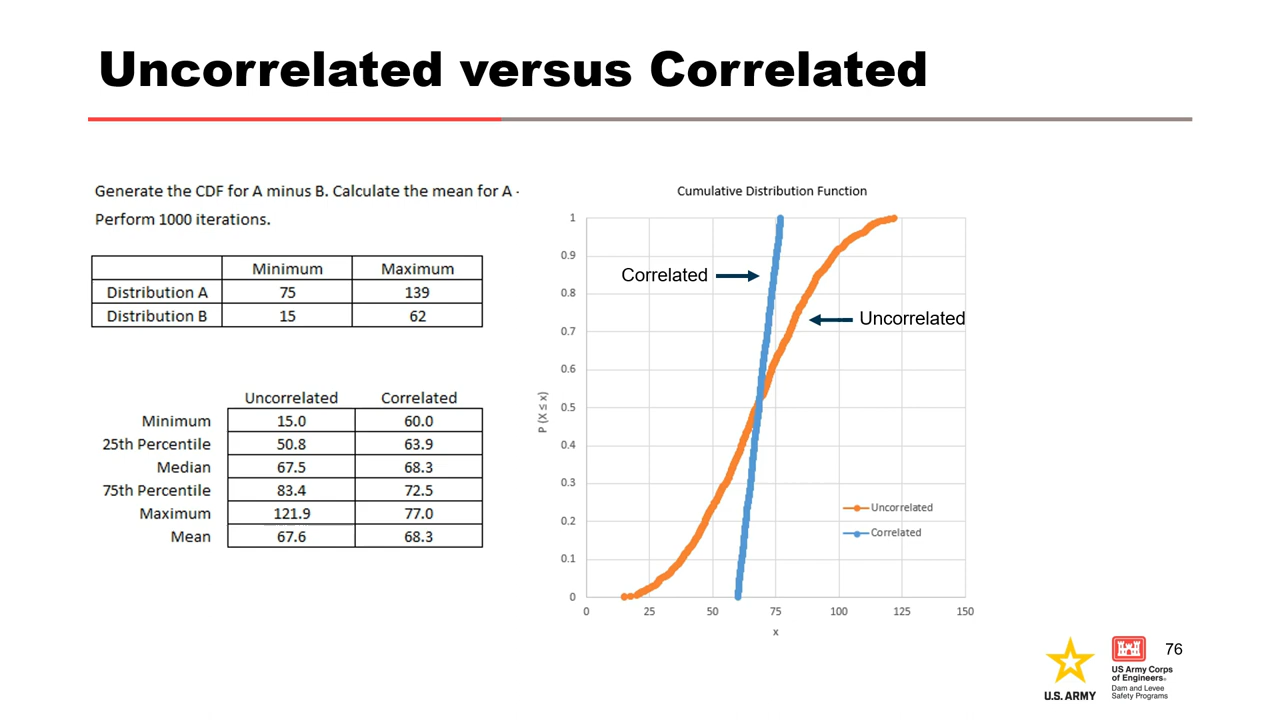 Uncorrelated versus Correlated
Generate the CDF for A minus B. Calculate the mean for A -
Perform 1000 iterations.
Minimum Maximum
Distribution A 75 139
Distribution B 15 62
Uncorrelated Correlated
Minimum 15.0 60.0
25th Percentile 50.8 63.9
Median 67.5 68.3
75th Percentile 83.4 72.5
Maximum 121.9 77.0
Mean 67.6 68.3
Cumulative Distribution Function
1
0.9
0.8
0.7
0.6
0.5
0.4
0.3
0.2
0.1
0
P (X ≤ x)
Correlated
Uncorrelated
Uncorrelated
Correlated
0 25 50 75 100 125 150
x
U.S. ARMY
US Army Corps
of Engineers®
Dam and Levee
Safety Programs
76